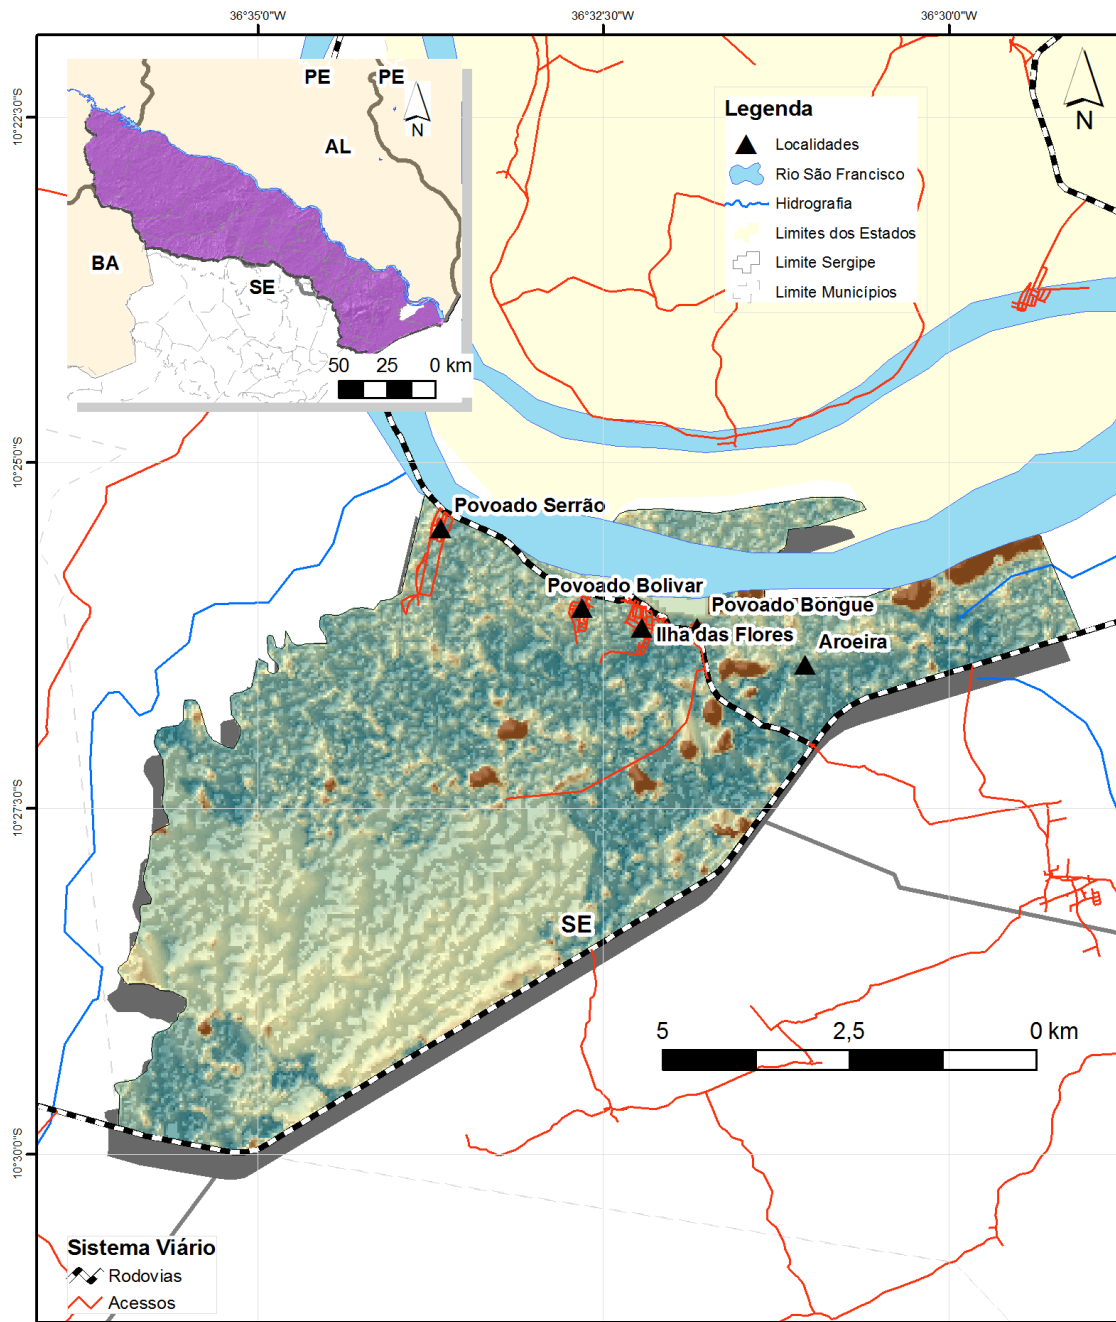 36°35'0"W
36°32'30"W
36°30'0"W
10°22'30"S
10°25'0"S
10°27'30"S
10°30'0"S
PE
PE
N
AL
BA
SE
50 25 0 km
Legenda
Localidades
Rio São Francisco
Hidrografia
Limites dos Estados
Limite Sergipe
Limite Municípios
N
Povoado Serrão
Povoado Bolivar
Povoado Bongue
Ilha das Flores
Aroeira
SE
5 2,5 0 km
Sistema Viário
Rodovias
Acessos